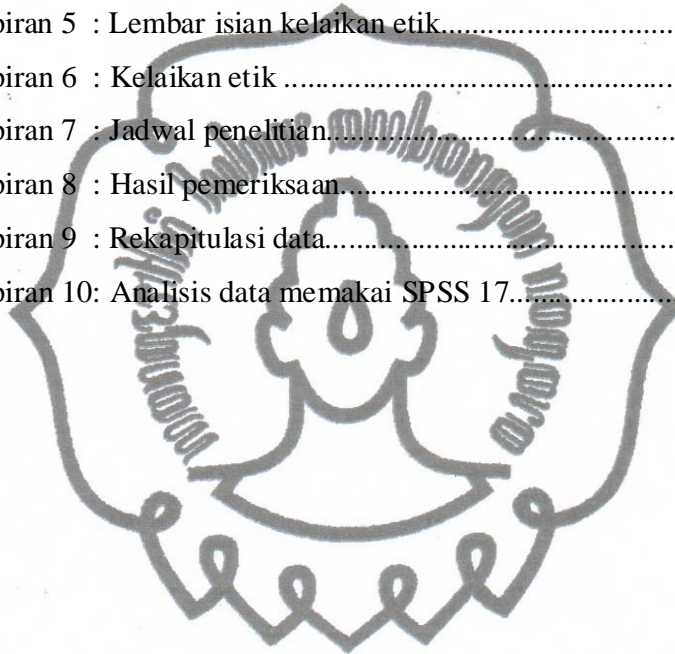 piran 5 : Lembar isian kelaikan etik.......................
piran 6 : Kelaikan etik .......................................................
piran 7 : Jadwal penelitian................................................
piran 8 : Hasil pemeriksaan..............................................
piran 9 : Rekapitulasi data................................................
piran 10: Analisis data memakai SPSS 17......................